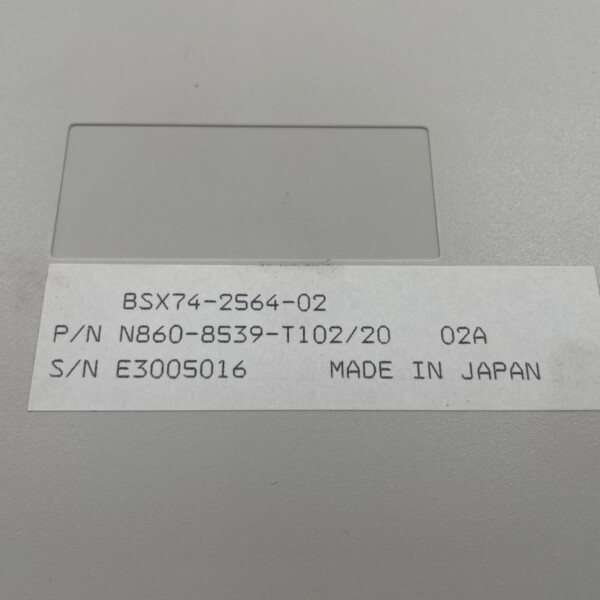 BSX74-2564-02
P/N N860-8539-T102/20 02A
S/N E3005016 MADE IN JAPAN